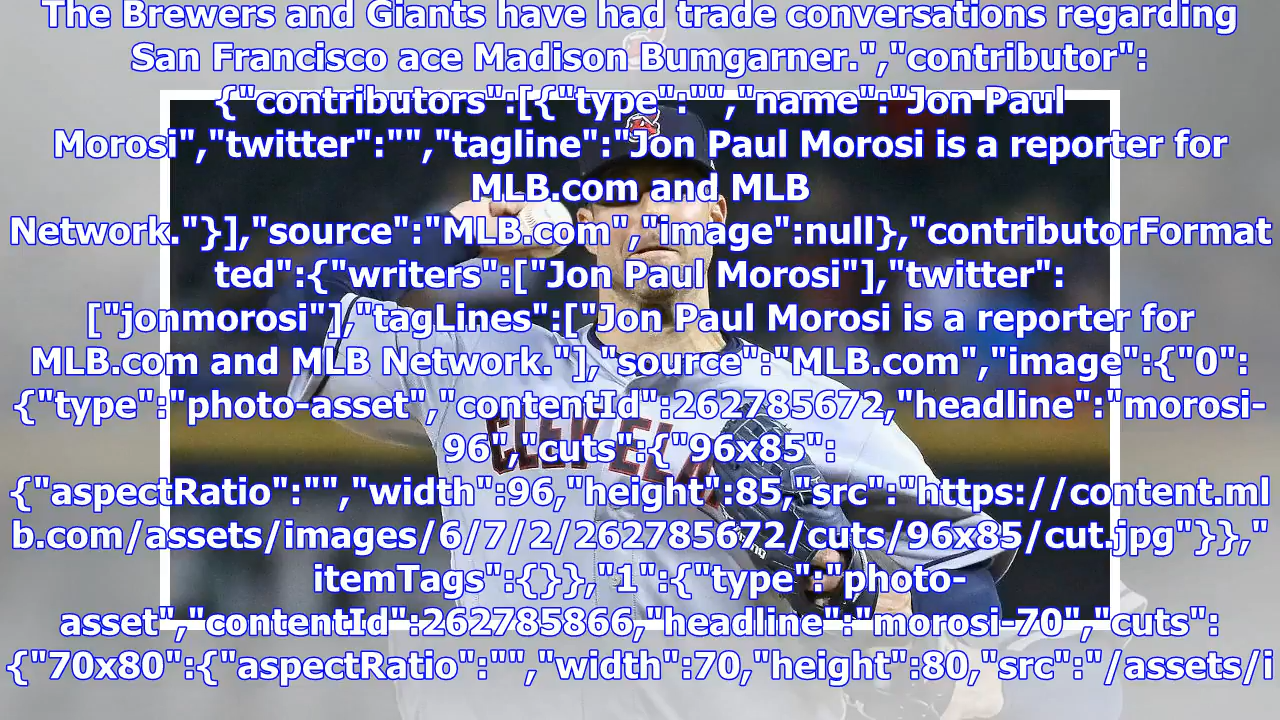 The Brewers and Giants have had trade conversations regarding
San Francisco ace Madison Bumgarner.","contributor":
{"contributors":[{"type":"","name":"Jon Paul
Morosi","twitter":"","tagline":"Jon Paul Morosi is a reporter for
MLB.com and MLB
Network."}],"source":"MLB.com","image":null},"contributorFormat
ted":{"writers":["Jon Paul Morosi"],"twitter":
["jonmorosi"],"tagLines":["Jon Paul Morosi is a reporter for
MLB.com and MLB Network."],"source":"MLB.com","image":{"0":
{"type":"photo-asset","contentId":262785672,"headline":"morosi-
96","cuts":{"96x85":
{"aspectRatio":"","width":96,"height":85,"src":"https://content.ml
b.com/assets/images/6/7/2/262785672/cuts/96x85/cut.jpg"}},"
itemTags":{}},"1":{"type":"photo-
asset","contentId":262785866,"headline":"morosi-70","cuts":
{"70x80":{"aspectRatio":"","width":70,"height":80,"src":"/assets/i